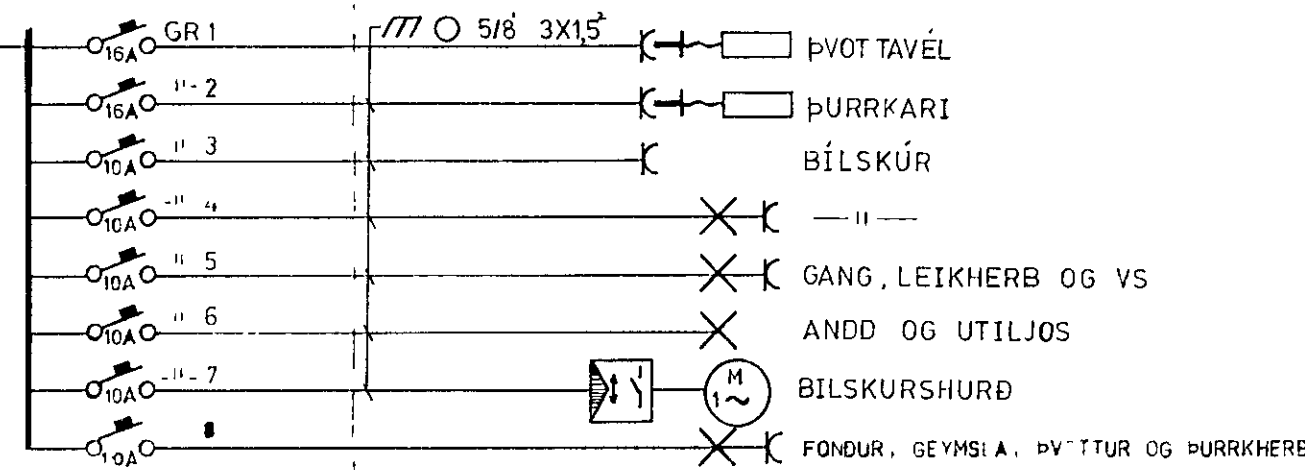 GR 1 5/8' 3X1,5² ÞVOTTAVÉL
16A
"-2 ÞURRKARI
16A
" 3 BÍLSKÚR
10A
-" 4 —"—
10A
" 5 GANG, LEIKHERB OG VS
10A
" 6 ANDD OG UTILJOS
10A
-"-7 M 1~ BILSKURSHURÐ
10A
8 FONDUR, GEYMSLA, ÞVOTTUR OG ÞURRKHERB
10A